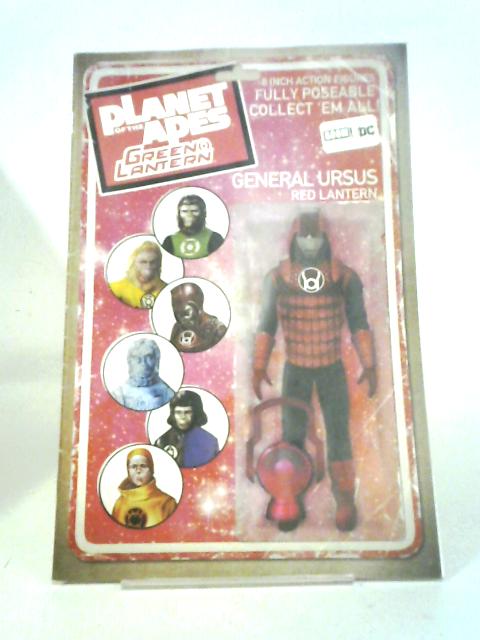 PLANET
OF THE APES
GREEN LANTERN
8 INCH ACTION FIGURES
FULLY POSEABLE
COLLECT 'EM ALL!
BOOM! DC
GENERAL URSUS
RED LANTERN